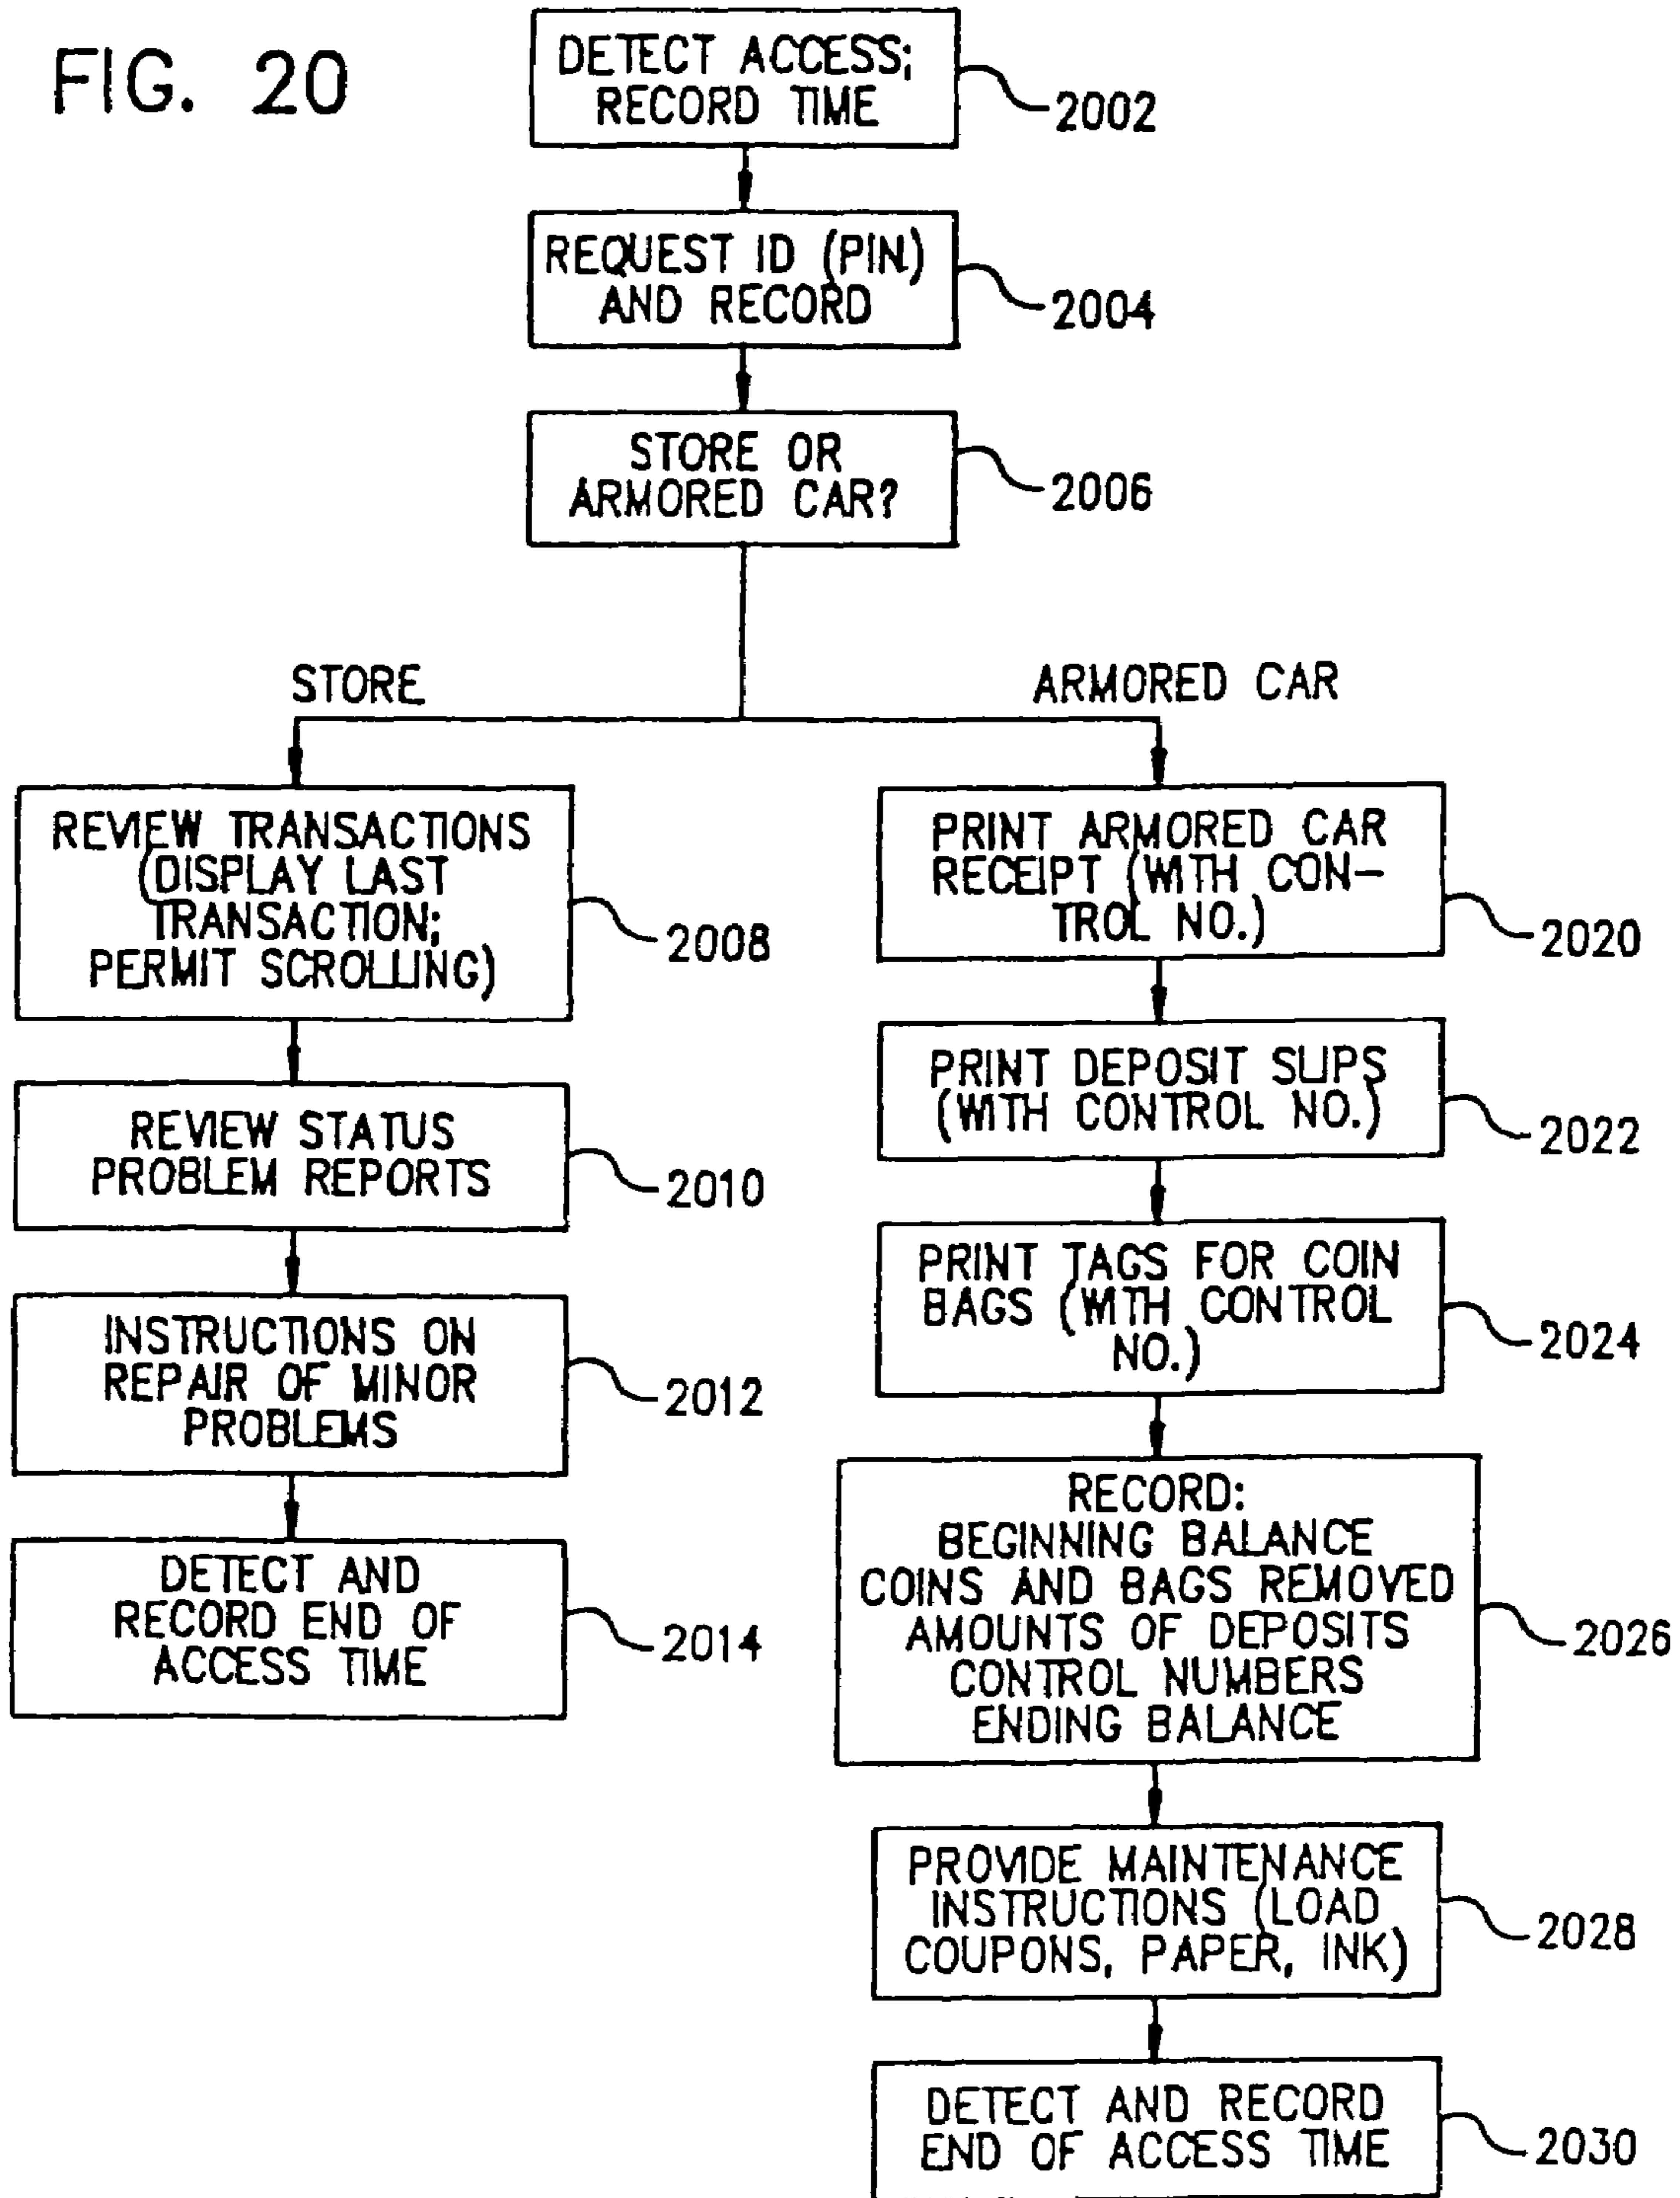 FIG. 20
DETECT ACCESS;
RECORD TIME
2002
REQUEST ID (PIN)
AND RECORD
2004
STORE OR
ARMORED CAR?
2006
STORE
ARMORED CAR
REVIEW TRANSACTIONS
(DISPLAY LAST
TRANSACTION;
PERMIT SCROLLING)
2008
REVIEW STATUS
PROBLEM REPORTS
2010
INSTRUCTIONS ON
REPAIR OF MINOR
PROBLEMS
2012
DETECT AND
RECORD END OF
ACCESS TIME
2014
PRINT ARMORED CAR
RECEIPT (WITH CON-
TROL NO.)
2020
PRINT DEPOSIT SLIPS
(WITH CONTROL NO.)
2022
PRINT TAGS FOR COIN
BAGS (WITH CONTROL
NO.)
2024
RECORD:
BEGINNING BALANCE
COINS AND BAGS REMOVED
AMOUNTS OF DEPOSITS
CONTROL NUMBERS
ENDING BALANCE
2026
PROVIDE MAINTENANCE
INSTRUCTIONS (LOAD
COUPONS, PAPER, INK)
2028
DETECT AND RECORD
END OF ACCESS TIME
2030